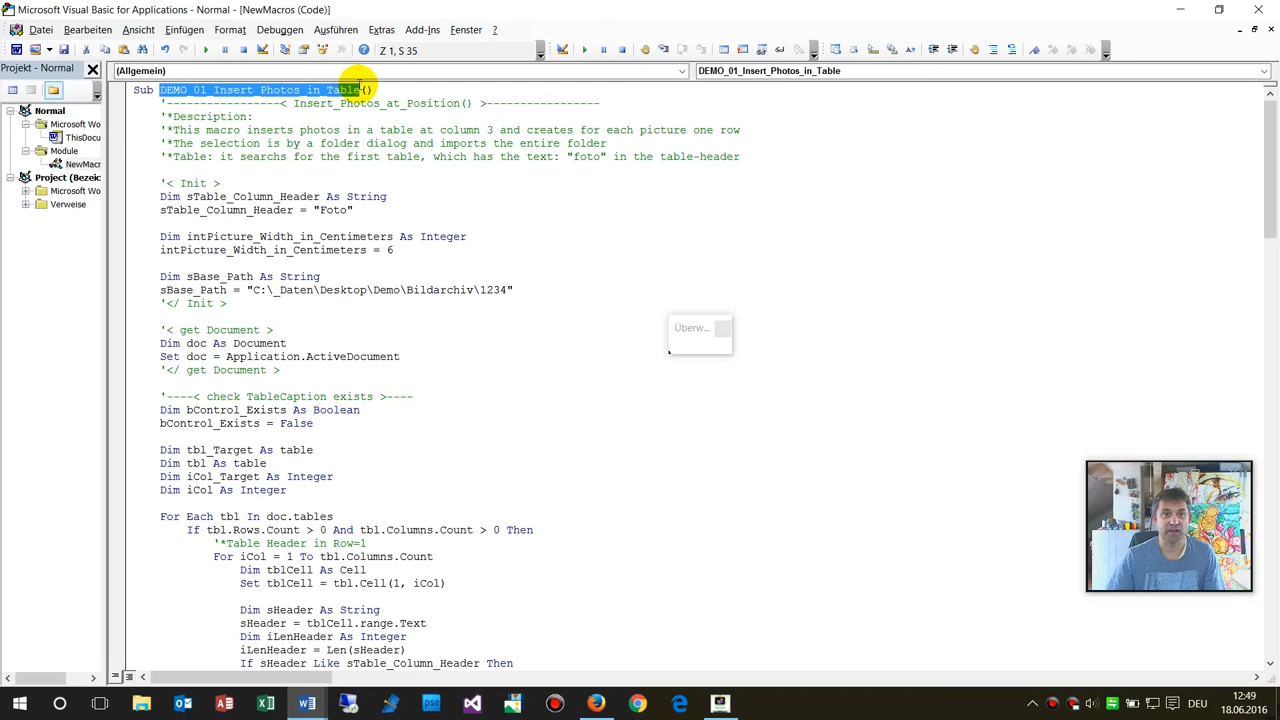 Microsoft Visual Basic for Applications - Normal - [NewMacros (Code)]
Datei Bearbeiten Ansicht Einfügen Format Debuggen Ausführen Extras Add-Ins Fenster ?
Z 1, S 35
Projekt - Normal
(Allgemein)
DEMO_01_Insert_Photos_in_Table
Normal
Microsoft Wo
ThisDocu
Module
NewMacr
Project (Bezeic
Microsoft Wo
Verweise
Sub DEMO_01_Insert_Photos_in_Table()
'-----------------< Insert_Photos_at_Position() >-----------------
'*Description:
'*This macro inserts photos in a table at column 3 and creates for each picture one row
'*The selection is by a folder dialog and imports the entire folder
'*Table: it searchs for the first table, which has the text: "foto" in the table-header
'< Init >
Dim sTable_Column_Header As String
sTable_Column_Header = "Foto"
Dim intPicture_Width_in_Centimeters As Integer
intPicture_Width_in_Centimeters = 6
Dim sBase_Path As String
sBase_Path = "C:\_Daten\Desktop\Demo\Bildarchiv\1234"
'</ Init >
'< get Document >
Dim doc As Document
Set doc = Application.ActiveDocument
'</ get Document >
'----< check TableCaption exists >----
Dim bControl_Exists As Boolean
bControl_Exists = False
Dim tbl_Target As table
Dim tbl As table
Dim iCol_Target As Integer
Dim iCol As Integer
For Each tbl In doc.tables
If tbl.Rows.Count > 0 And tbl.Columns.Count > 0 Then
'*Table Header in Row=1
For iCol = 1 To tbl.Columns.Count
Dim tblCell As Cell
Set tblCell = tbl.Cell(1, iCol)
Dim sHeader As String
sHeader = tblCell.range.Text
Dim iLenHeader As Integer
iLenHeader = Len(sHeader)
If sHeader Like sTable_Column_Header Then
Überw...
DEU
12:49
18.06.2016